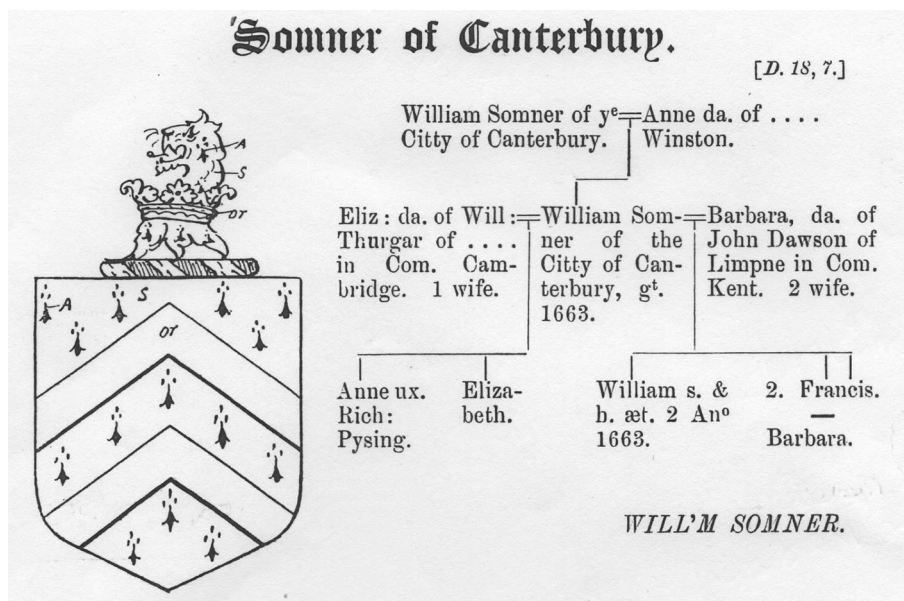 Somner of Canterbury.
[D. 18, 7.]
William Somner of yᵉ
Citty of Canterbury.
Anne da. of . . . .
Winston.
Eliz : da. of Will :
Thurgar of . . . .
in Com. Cam-
bridge. 1 wife.
William Som-
ner of the
Citty of Can-
terbury, gᵗ.
1663.
Barbara, da. of
John Dawson of
Limpne in Com.
Kent. 2 wife.
Anne ux.
Rich :
Pysing.
Eliza-
beth.
William s. &
h. æt. 2 Anº
1663.
2. Francis.
—
Barbara.
WILL'M SOMNER.
A
S
or
A
S
or